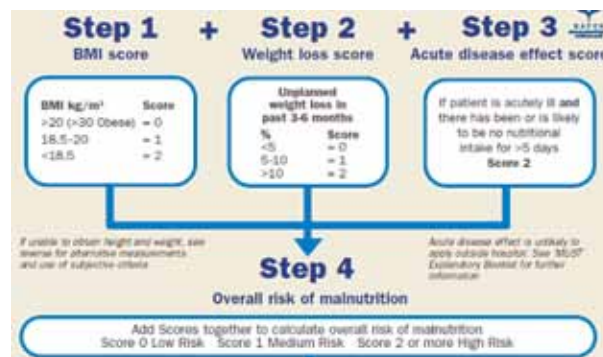 Step 1 + Step 2 + Step 3
BMI score
Weight loss score
Acute disease effect score
BMI kg/m² Score
>20 (>30 Obese) = 0
18.5-20 = 1
<18.5 = 2
Unplanned
weight loss in
past 3-6 months
% Score
<5 = 0
5-10 = 1
>10 = 2
If patient is acutely ill and
there has been or is likely
to be no nutritional
intake for >5 days
Score 2
If unable to obtain height and weight, see
reverse for alternative measurements
and use of subjective criteria
Acute disease effect is unlikely to
apply outside hospital. See 'MUST'
Explanatory Booklet for further
information
Step 4
Overall risk of malnutrition
Add Scores together to calculate overall risk of malnutrition
Score 0 Low Risk Score 1 Medium Risk Score 2 or more High Risk